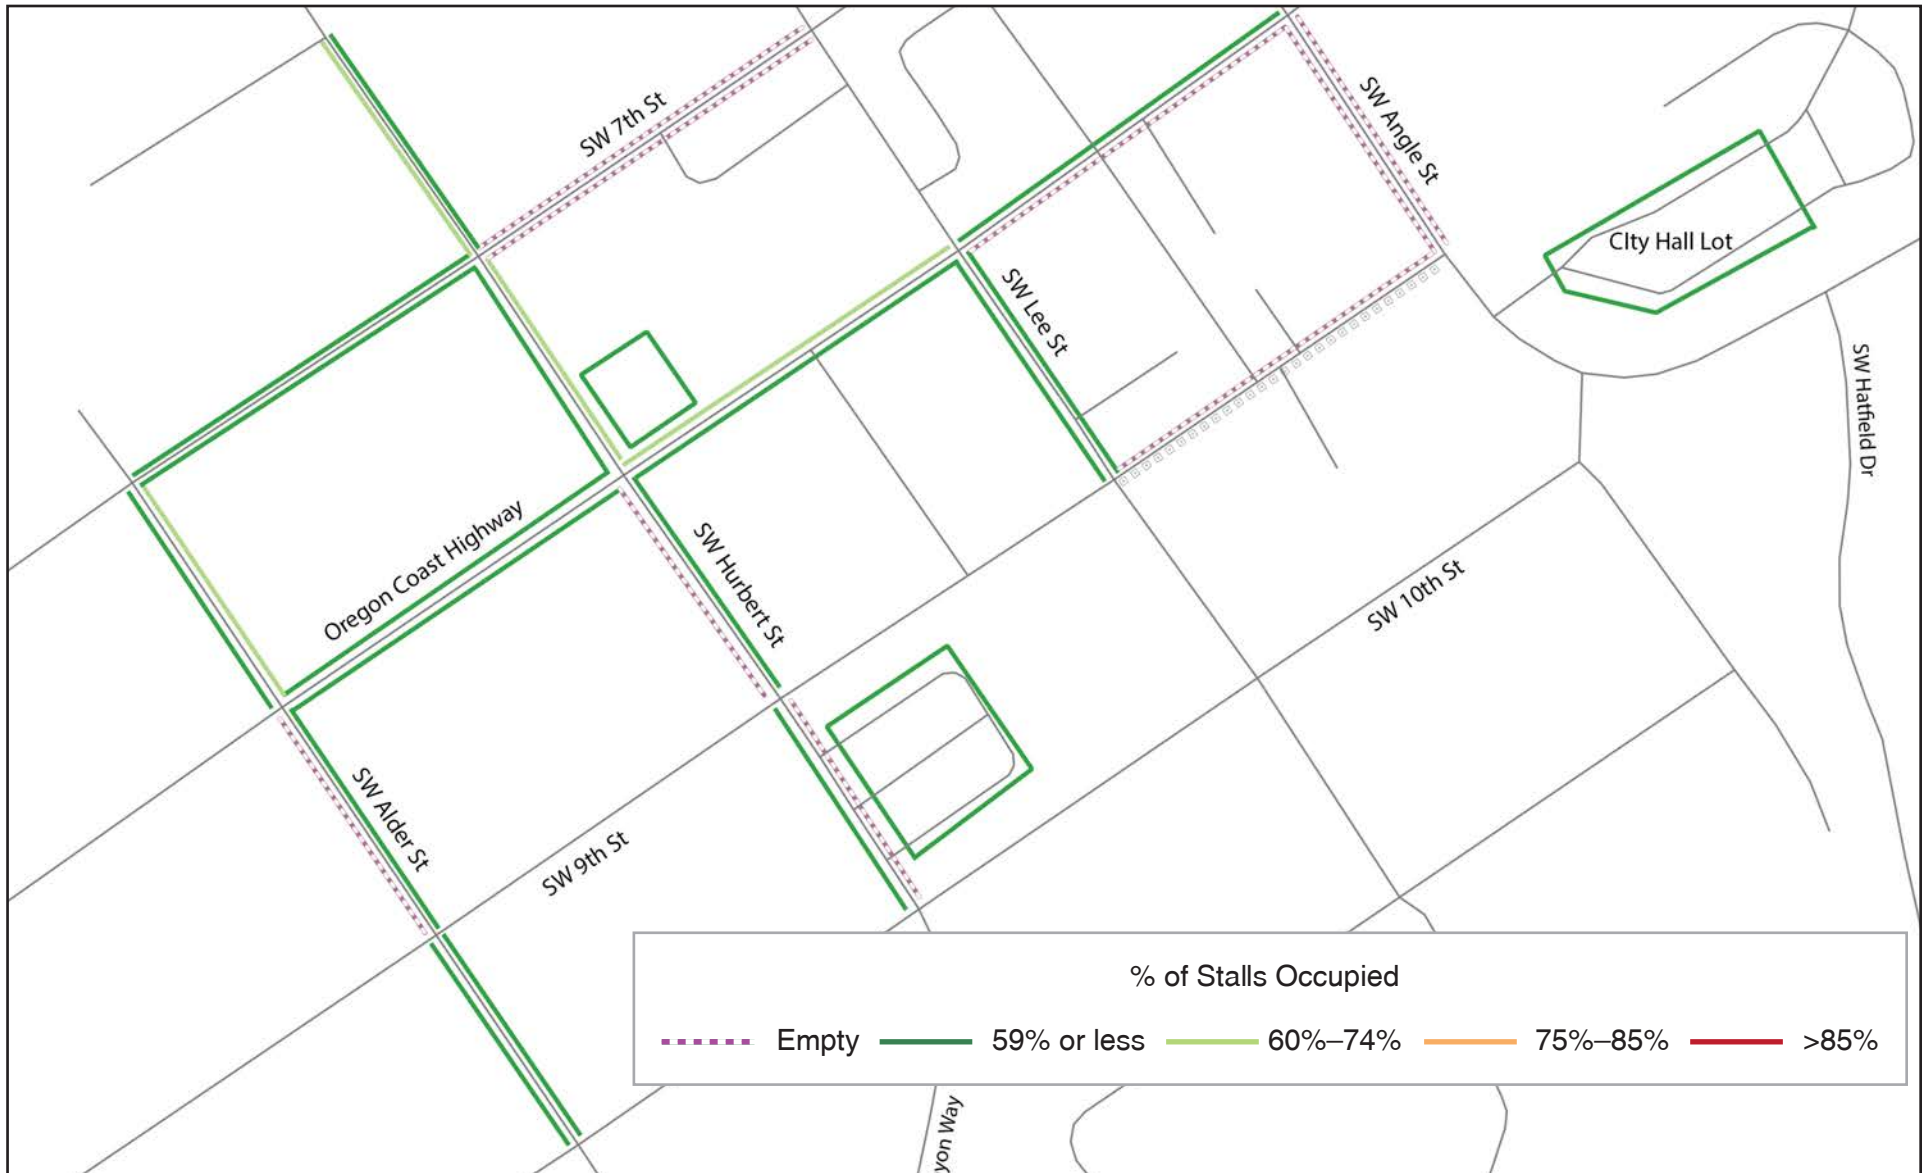 SW 7th St
SW Angle St
CIty Hall Lot
SW Lee St
SW Hatfield Dr
Oregon Coast Highway
SW Hurbert St
SW 10th St
SW Alder St
SW 9th St
% of Stalls Occupied
Empty 59% or less 60%–74% 75%–85% >85%
yon Way